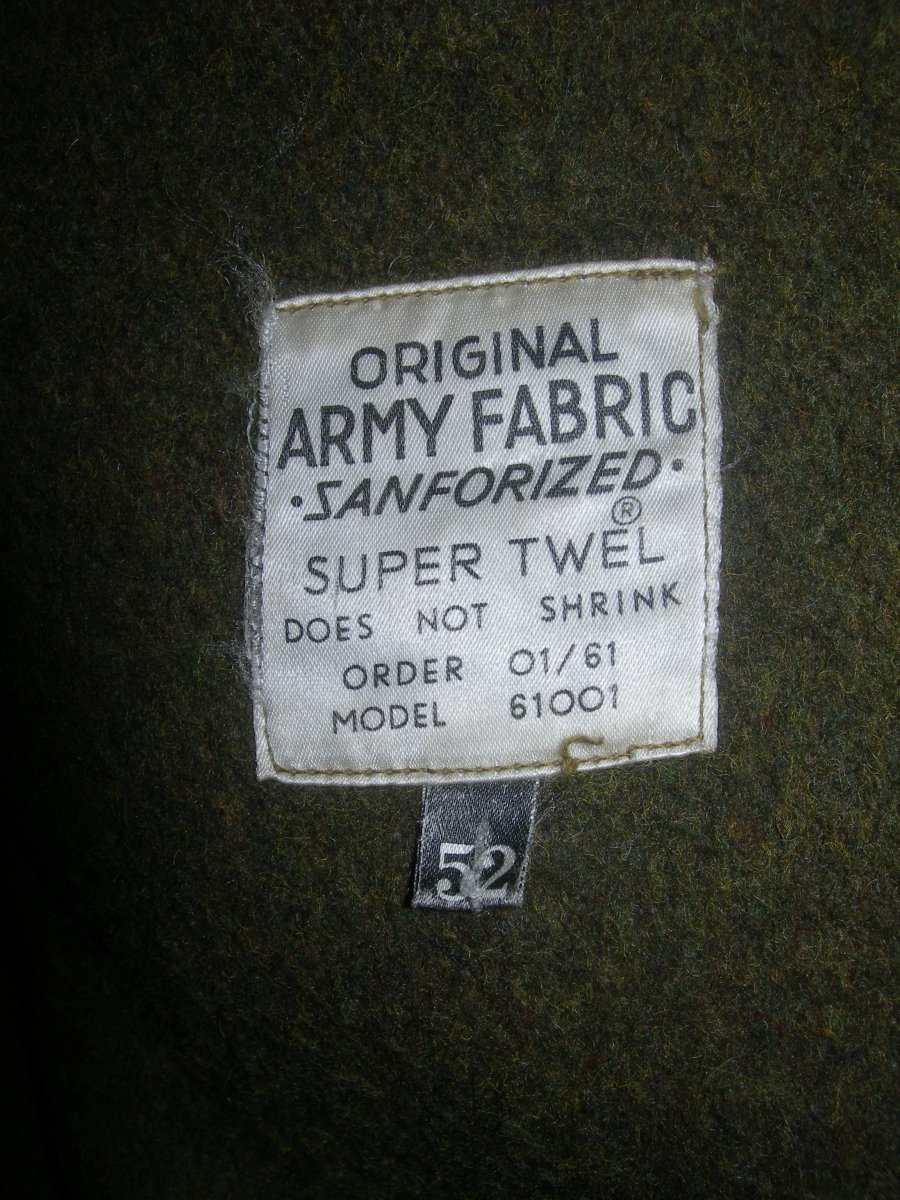 ORIGINAL
ARMY FABRIC
·SANFORIZED·
®
SUPER TWEL
DOES NOT SHRINK
ORDER 01/61
MODEL 61001
52